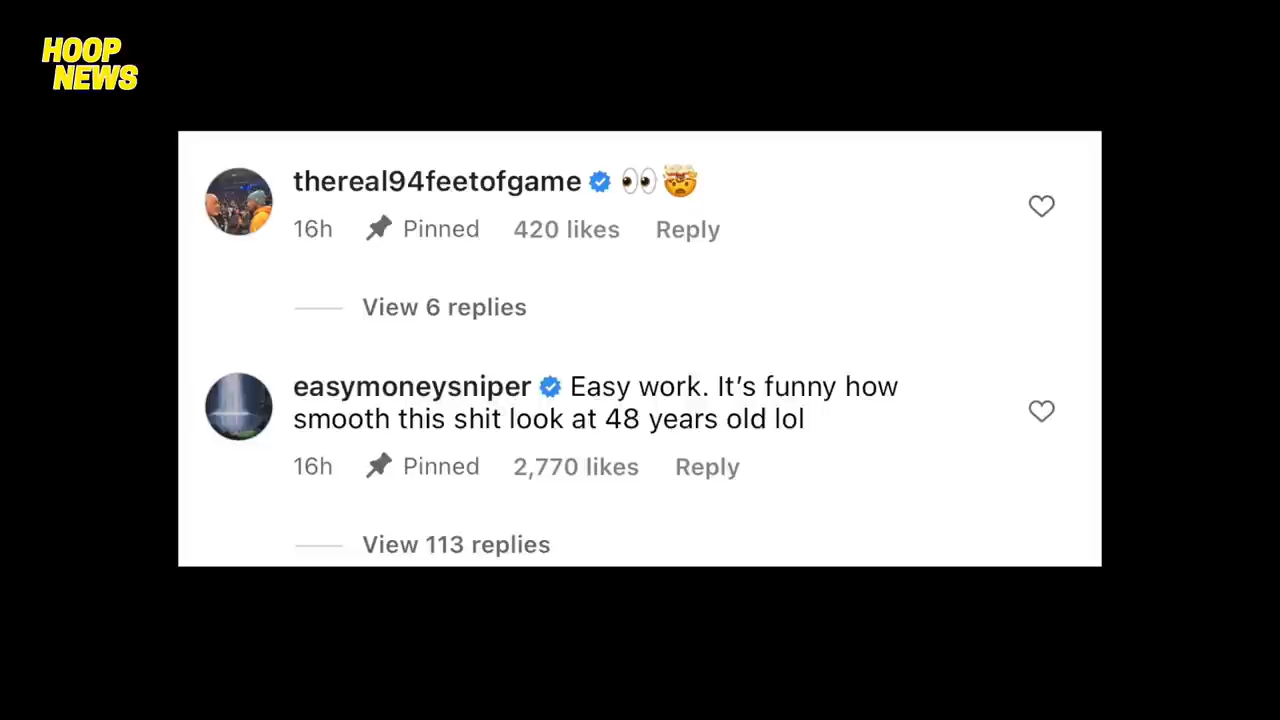 HOOP
NEWS
thereal94feetofgame 👀🤯
16h Pinned 420 likes Reply
View 6 replies
easymoneysniper Easy work. It’s funny how
smooth this shit look at 48 years old lol
16h Pinned 2,770 likes Reply
View 113 replies